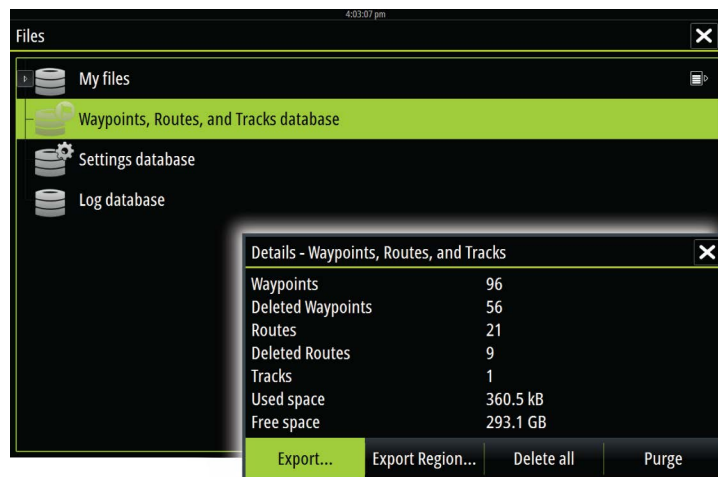 4:03:07 pm
Files
My files
Waypoints, Routes, and Tracks database
Settings database
Log database
Details - Waypoints, Routes, and Tracks
Waypoints 96
Deleted Waypoints 56
Routes 21
Deleted Routes 9
Tracks 1
Used space 360.5 kB
Free space 293.1 GB
Export... Export Region... Delete all Purge